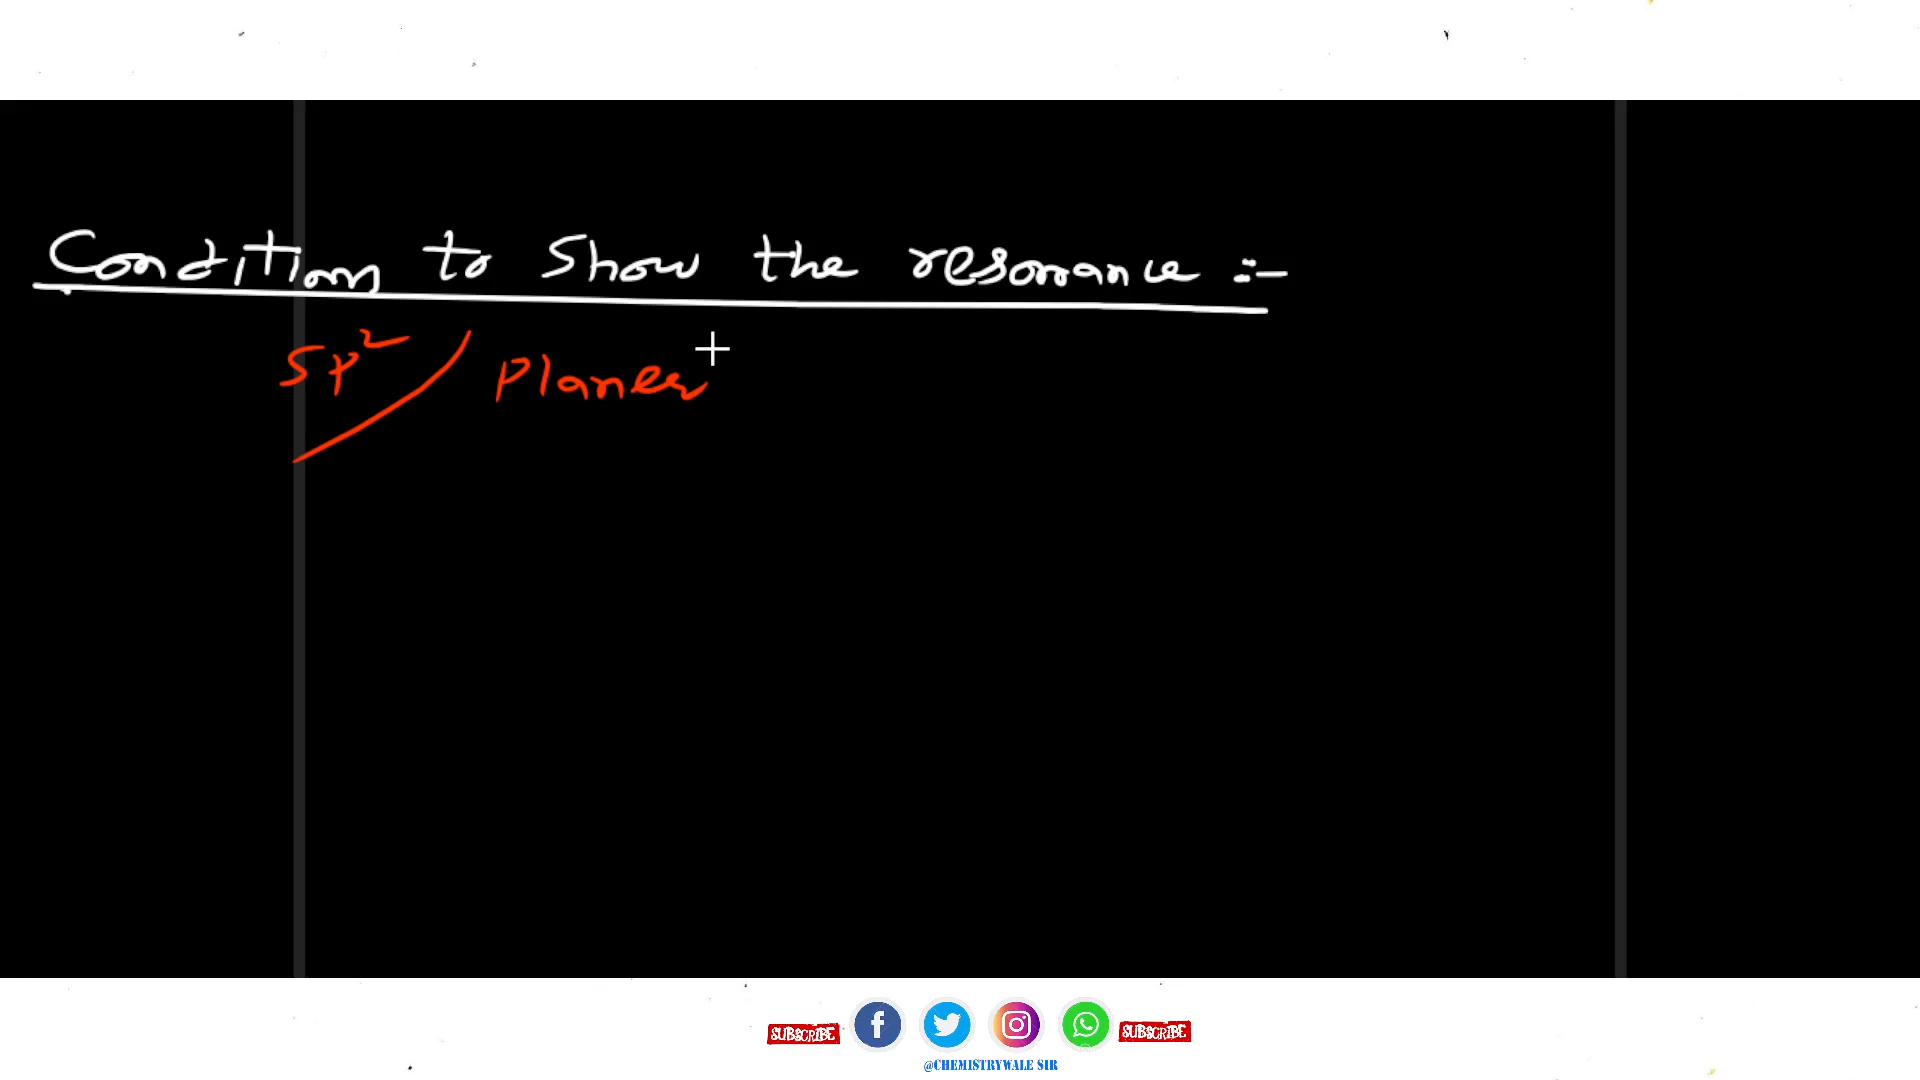 Condition to show the resonance :-
sp² / Planer
SUBSCRIBE SUBSCRIBE
@CHEMISTRYWALE SIR